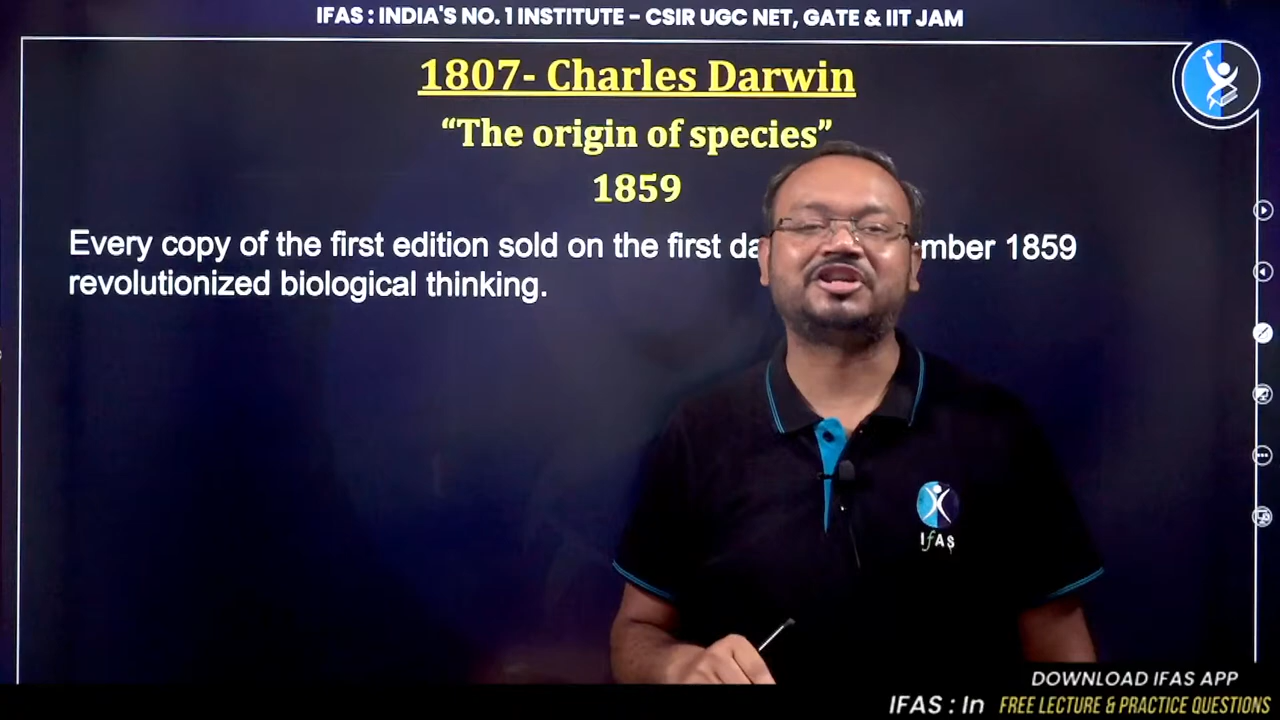 IFAS : INDIA'S NO. 1 INSTITUTE – CSIR UGC NET, GATE & IIT JAM
1807- Charles Darwin
“The origin of species”
1859
Every copy of the first edition sold on the first da mber 1859
revolutionized biological thinking.
IfAS
DOWNLOAD IFAS APP
IFAS : In FREE LECTURE & PRACTICE QUESTIONS